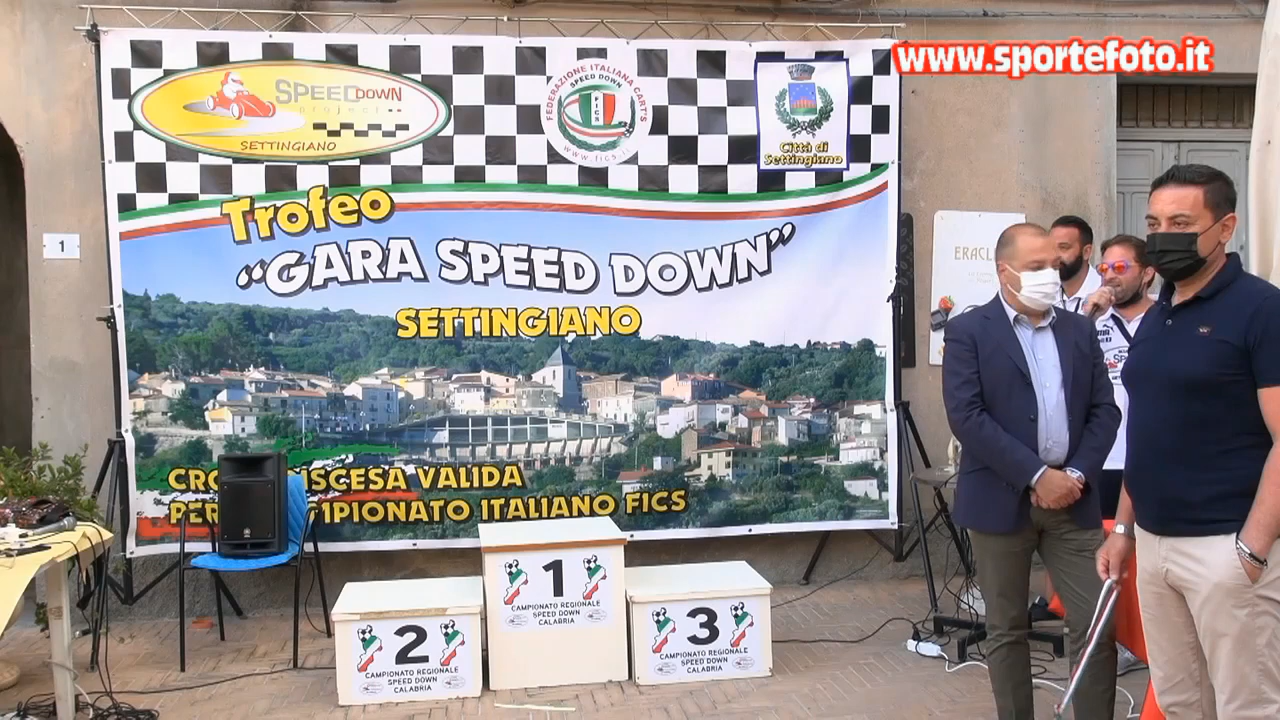 www.sportefoto.it
SPEED DOWN
project
SETTINGIANO
FEDERAZIONE ITALIANA CART'S
SPEED DOWN
FICS
www.fics.it
Città di
Settingiano
Trofeo
"GARA SPEED DOWN"
SETTINGIANO
VALIDA
ITALIANO FICS
1
ERACL
1
CAMPIONATO REGIONALE
SPEED DOWN
CALABRIA
2
CAMPIONATO REGIONALE
SPEED DOWN
CALABRIA
3
CAMPIONATO REGIONALE
SPEED DOWN
CALABRIA